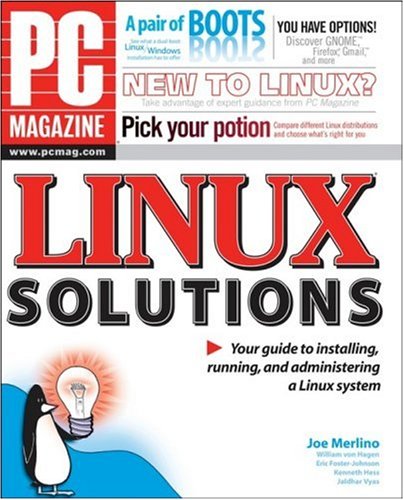 PC
MAGAZINE®
www.pcmag.com
A pair of BOOTS
See what a dual-boot
Linux/Windows
installation has to offer
YOU HAVE OPTIONS!
Discover GNOME,™
Firefox,® Gmail,™
and more
NEW TO LINUX?
Take advantage of expert guidance from PC Magazine
Pick your potion
Compare different Linux distributions
and choose what's right for you
LINUX®
SOLUTIONS
Your guide to installing,
running, and administering
a Linux system
Joe Merlino
William von Hagen
Eric Foster-Johnson
Kenneth Hess
Jaldhar Vyas